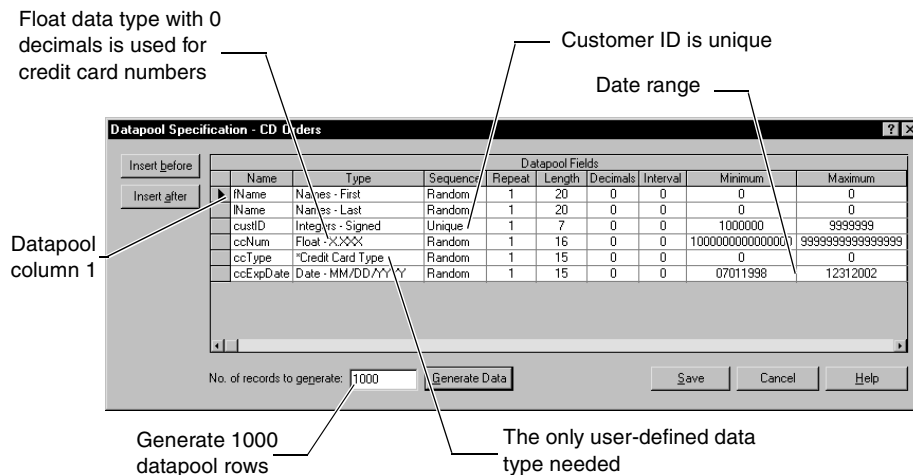 Float data type with 0
decimals is used for
credit card numbers
Customer ID is unique
Date range
Datapool Specification - CD Orders
Insert before
Insert after
Datapool Fields
Name Type Sequence Repeat Length Decimals Interval Minimum Maximum
fName Names - First Random 1 20 0 0 0 0
lName Names - Last Random 1 20 0 0 0 0
custID Integers - Signed Unique 1 7 0 0 1000000 9999999
ccNum Float - X.XXX Random 1 16 0 0 1000000000000000 9999999999999999
ccType *Credit Card Type Random 1 15 0 0 0 0
ccExpDate Date - MM/DD/YYYY Random 1 15 0 0 07011998 12312002
Datapool
column 1
No. of records to generate: 1000 Generate Data Save Cancel Help
Generate 1000
datapool rows
The only user-defined data
type needed